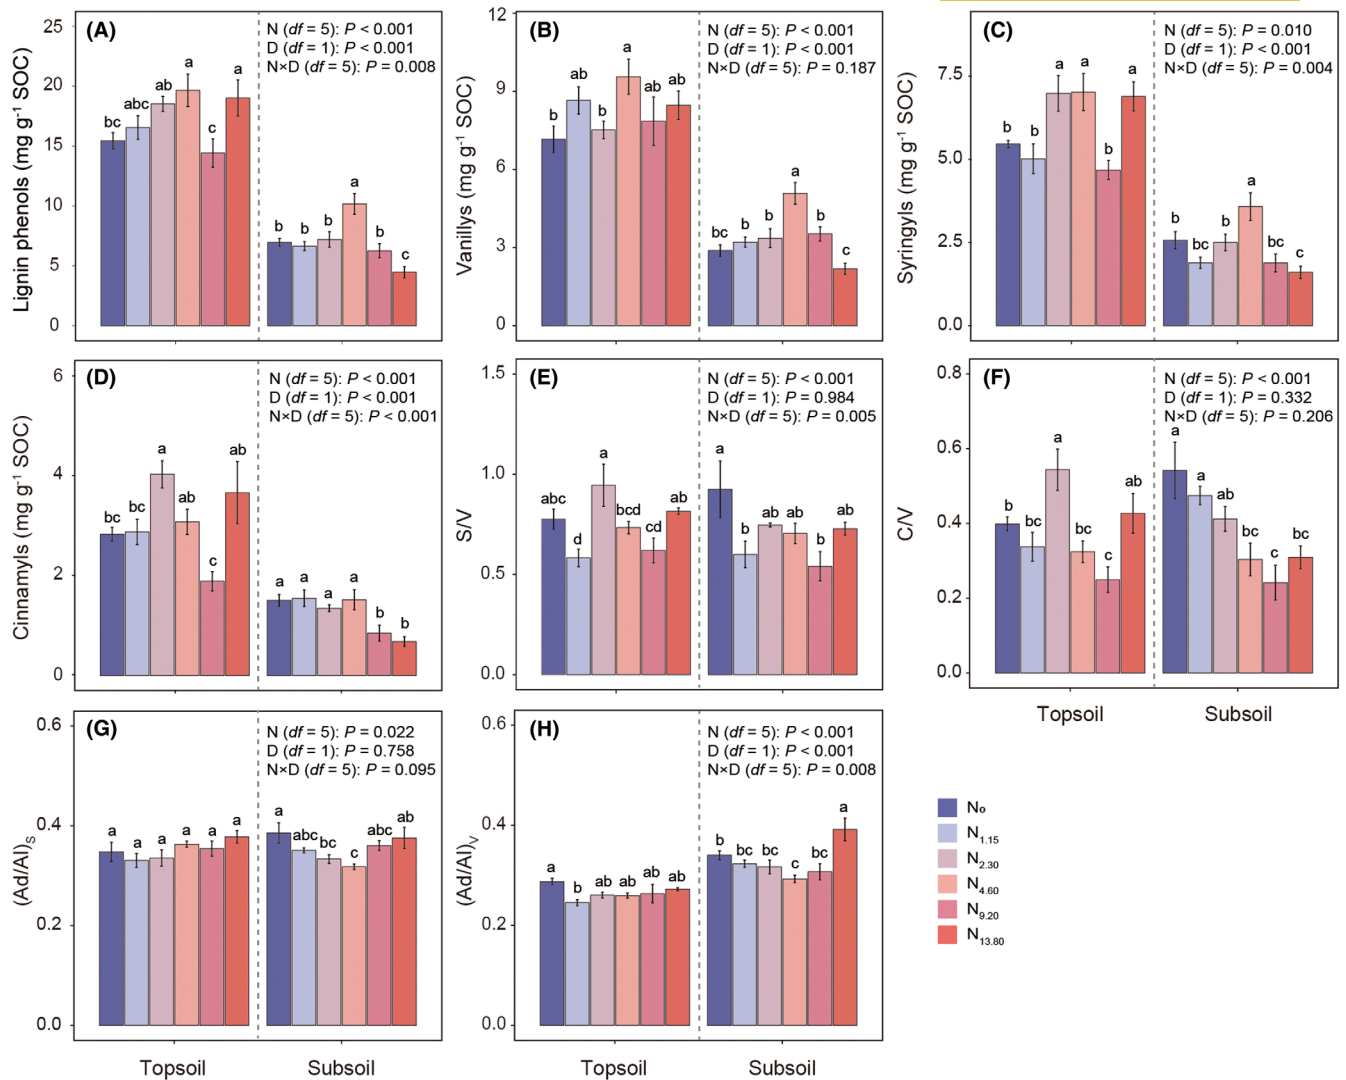 (A)
N (df = 5): P < 0.001
D (df = 1): P < 0.001
N×D (df = 5): P = 0.008
Lignin phenols (mg g⁻¹ SOC)
25
20
15
10
5
0
bc abc ab a c a
b b b a b c
(B)
N (df = 5): P < 0.001
D (df = 1): P < 0.001
N×D (df = 5): P = 0.187
Vanillys (mg g⁻¹ SOC)
12
9
6
3
0
b ab b a ab ab
bc b b a b c
(C)
N (df = 5): P = 0.010
D (df = 1): P < 0.001
N×D (df = 5): P = 0.004
Syringyls (mg g⁻¹ SOC)
7.5
5.0
2.5
0.0
b b a a b a
b bc b a bc c
(D)
N (df = 5): P < 0.001
D (df = 1): P < 0.001
N×D (df = 5): P < 0.001
Cinnamyls (mg g⁻¹ SOC)
6
4
2
0
bc bc a ab c ab
a a a a b b
(E)
N (df = 5): P < 0.001
D (df = 1): P = 0.984
N×D (df = 5): P = 0.005
S/V
1.5
1.0
0.5
0.0
abc d a bcd cd ab
a b ab ab b ab
(F)
N (df = 5): P < 0.001
D (df = 1): P = 0.332
N×D (df = 5): P = 0.206
C/V
0.8
0.6
0.4
0.2
0.0
b bc a bc c ab
a a ab bc c bc
Topsoil Subsoil
(G)
N (df = 5): P = 0.022
D (df = 1): P = 0.758
N×D (df = 5): P = 0.095
(Ad/Al)S
0.6
0.4
0.2
0.0
a a a a a a
a abc bc c abc ab
Topsoil Subsoil
(H)
N (df = 5): P < 0.001
D (df = 1): P < 0.001
N×D (df = 5): P = 0.008
(Ad/Al)V
0.6
0.4
0.2
0.0
a b ab ab ab ab
b bc bc c bc a
Topsoil Subsoil
N0
N1.15
N2.30
N4.60
N9.20
N13.80